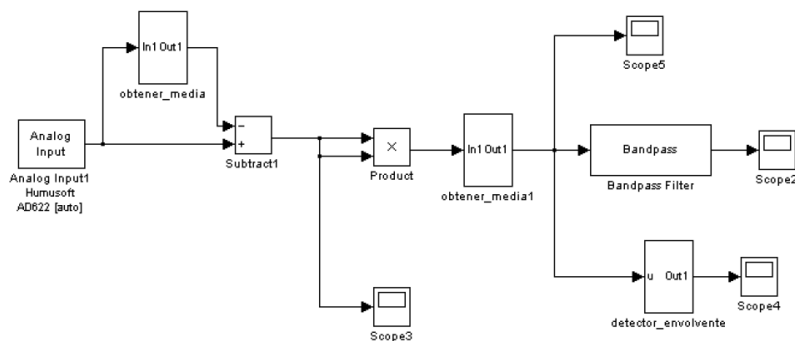 In1 Out1
obtener_media
Scope5
Analog
Input
Analog Input1
Humusoft
AD622 [auto]
−
+
Subtract1
×
Product
In1 Out1
obtener_media1
Bandpass
Bandpass Filter
Scope2
Scope3
u Out1
detector_envolvente
Scope4